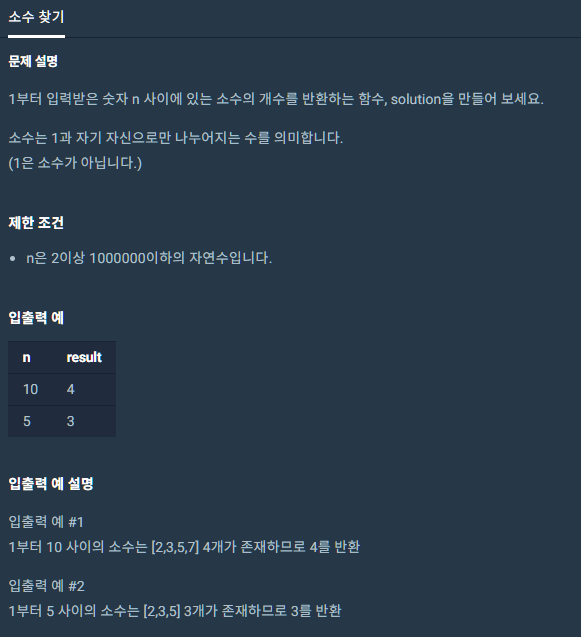 소수 찾기
문제 설명
1부터 입력받은 숫자 n 사이에 있는 소수의 개수를 반환하는 함수, solution을 만들어 보세요.
소수는 1과 자기 자신으로만 나누어지는 수를 의미합니다.
(1은 소수가 아닙니다.)
제한 조건
• n은 2이상 1000000이하의 자연수입니다.
입출력 예
n result
10 4
5 3
입출력 예 설명
입출력 예 #1
1부터 10 사이의 소수는 [2,3,5,7] 4개가 존재하므로 4를 반환
입출력 예 #2
1부터 5 사이의 소수는 [2,3,5] 3개가 존재하므로 3를 반환